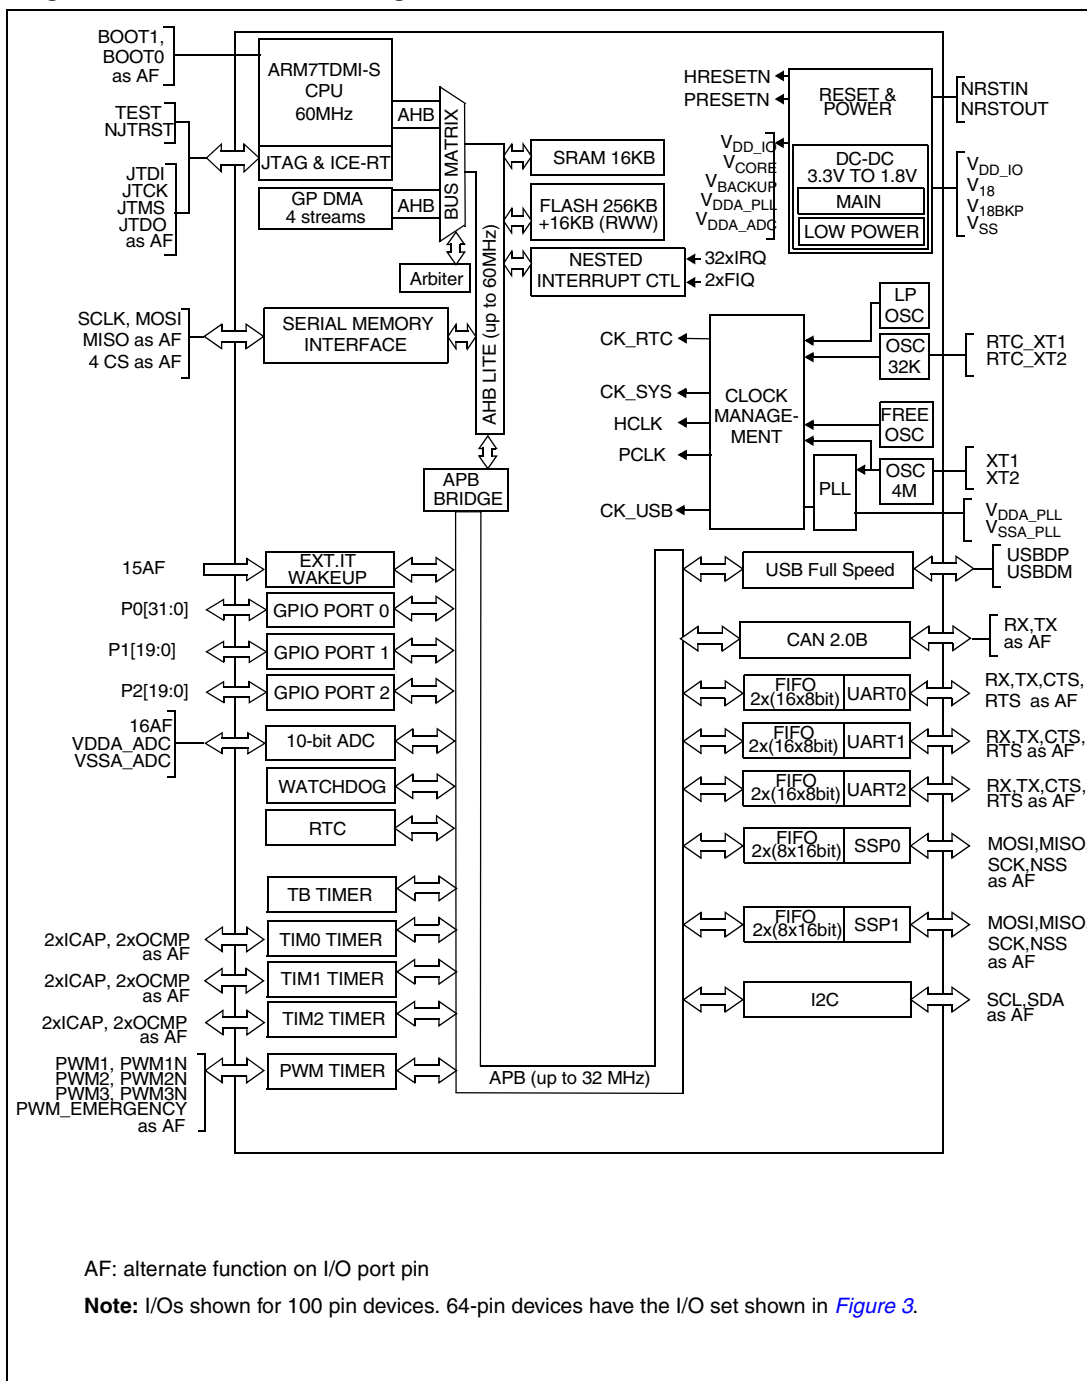 BOOT1,
BOOT0
as AF
TEST
NJTRST
JTDI
JTCK
JTMS
JTDO
as AF
ARM7TDMI-S
CPU
60MHz
JTAG & ICE-RT
GP DMA
4 streams
AHB
AHB
BUS MATRIX
Arbiter
SRAM 16KB
FLASH 256KB
+16KB (RWW)
NESTED
INTERRUPT CTL
32xIRQ
2xFIQ
HRESETN
PRESETN
VDD_IO
VCORE
VBACKUP
VDDA_PLL
VDDA_ADC
RESET &
POWER
DC-DC
3.3V TO 1.8V
MAIN
LOW POWER
NRSTIN
NRSTOUT
VDD_IO
V18
V18BKP
VSS
SCLK, MOSI
MISO as AF
4 CS as AF
SERIAL MEMORY
INTERFACE
AHB LITE (up to 60MHz)
APB
BRIDGE
CK_RTC
CK_SYS
HCLK
PCLK
CK_USB
CLOCK
MANAGE-
MENT
PLL
LP
OSC
OSC
32K
FREE
OSC
OSC
4M
RTC_XT1
RTC_XT2
XT1
XT2
VDDA_PLL
VSSA_PLL
15AF
EXT.IT
WAKEUP
P0[31:0]
GPIO PORT 0
P1[19:0]
GPIO PORT 1
P2[19:0]
GPIO PORT 2
16AF
VDDA_ADC
VSSA_ADC
10-bit ADC
WATCHDOG
RTC
TB TIMER
2xICAP, 2xOCMP
as AF
TIM0 TIMER
2xICAP, 2xOCMP
as AF
TIM1 TIMER
2xICAP, 2xOCMP
as AF
TIM2 TIMER
PWM1, PWM1N
PWM2, PWM2N
PWM3, PWM3N
PWM_EMERGENCY
as AF
PWM TIMER
APB (up to 32 MHz)
USB Full Speed
USBDP
USBDM
CAN 2.0B
RX,TX
as AF
FIFO
2x(16x8bit)
UART0
RX,TX,CTS,
RTS as AF
FIFO
2x(16x8bit)
UART1
RX,TX,CTS,
RTS as AF
FIFO
2x(16x8bit)
UART2
RX,TX,CTS,
RTS as AF
FIFO
2x(8x16bit)
SSP0
MOSI,MISO,
SCK,NSS
as AF
FIFO
2x(8x16bit)
SSP1
MOSI,MISO,
SCK,NSS
as AF
I2C
SCL,SDA
as AF
AF: alternate function on I/O port pin
Note: I/Os shown for 100 pin devices. 64-pin devices have the I/O set shown in Figure 3.